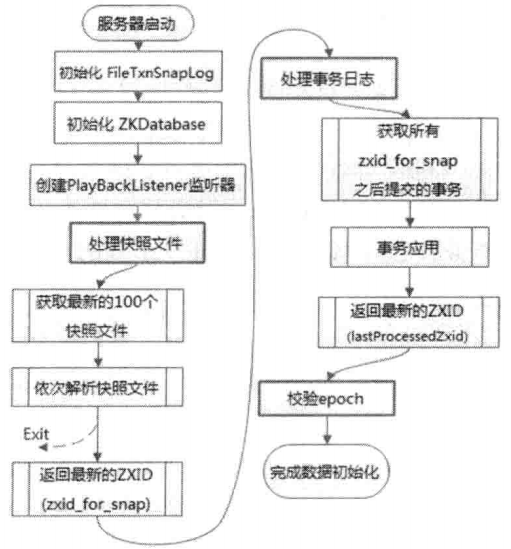 服务器启动
初始化 FileTxnSnapLog
初始化 ZKDatabase
创建PlayBackListener监听器
处理快照文件
获取最新的100个
快照文件
依次解析快照文件
Exit
返回最新的ZXID
(zxid_for_snap)
处理事务日志
获取所有
zxid_for_snap
之后提交的事务
事务应用
返回最新的ZXID
(lastProcessedZxid)
校验epoch
完成数据初始化